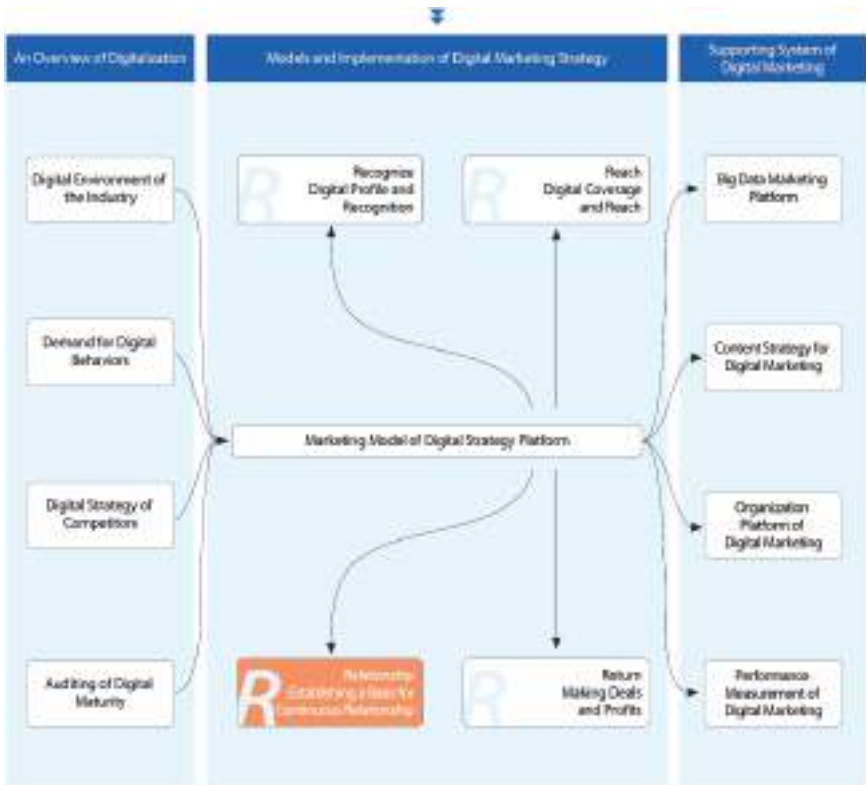 An Overview of Digitalization
Models and Implementation of Digital Marketing Strategy
Supporting System of
Digital Marketing
Digital Environment of
the Industry
Demand for Digital
Behaviors
Digital Strategy of
Competitors
Auditing of Digital
Maturity
R
Recognize
Digital Profile and
Recognition
R
Reach
Digital Coverage
and Reach
Marketing Model of Digital Strategy Platform
R
Relationship
Establishing a Basis for
Continuous Relationship
R
Return
Making Deals
and Profits
Big Data Marketing
Platform
Content Strategy for
Digital Marketing
Organization
Platform of
Digital Marketing
Performance
Measurement of
Digital Marketing